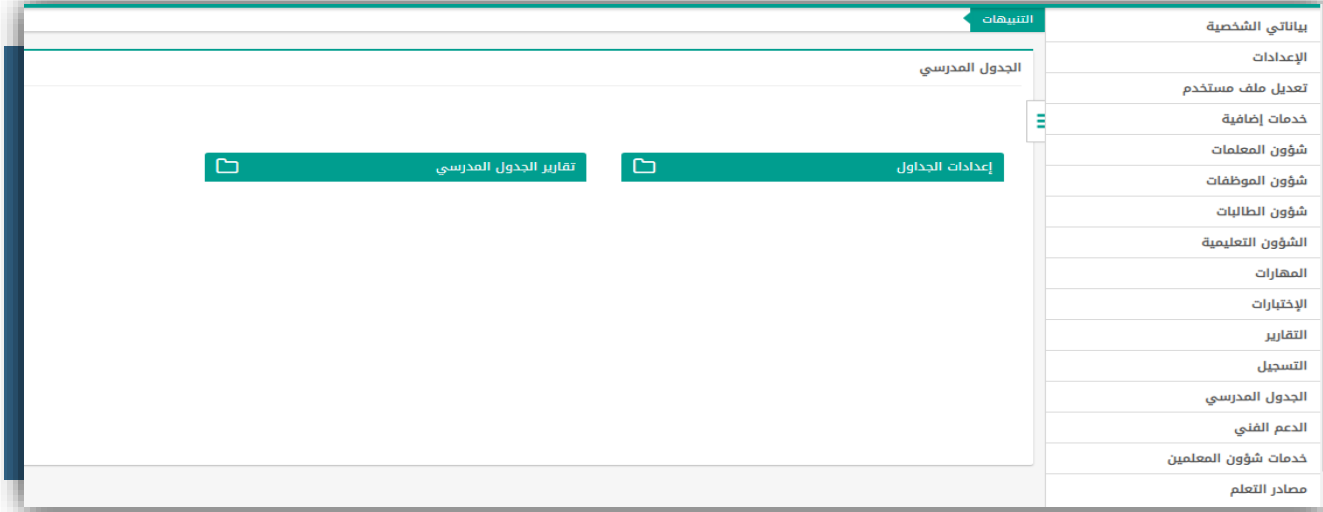 بياناتي الشخصية
الإعدادات
تعديل ملف مستخدم
خدمات إضافية
شؤون المعلمات
شؤون الموظفات
شؤون الطالبات
الشؤون التعليمية
المهارات
الإختبارات
التقارير
التسجيل
الجدول المدرسي
الدعم الفني
خدمات شؤون المعلمين
مصادر التعلم
التنبيهات
الجدول المدرسي
إعدادات الجداول
تقارير الجدول المدرسي